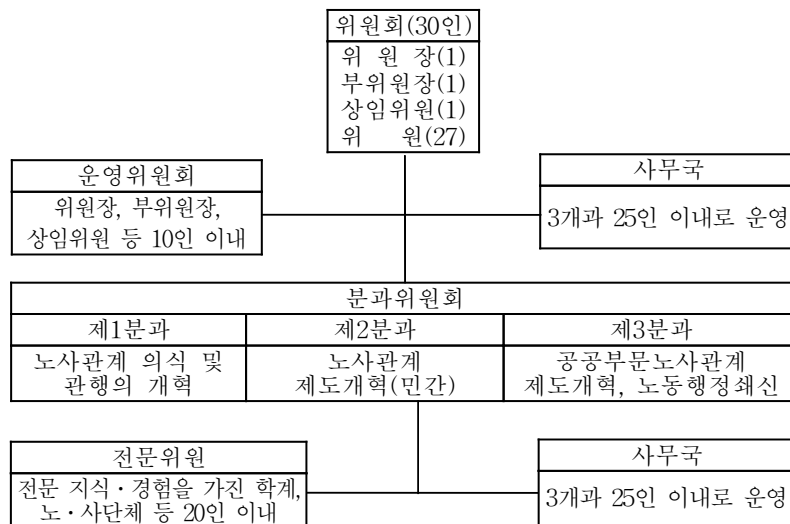 위원회(30인)
위 원 장(1)
부위원장(1)
상임위원(1)
위 원(27)
운영위원회
위원장, 부위원장,
상임위원 등 10인 이내
사무국
3개과 25인 이내로 운영
분과위원회
제1분과
노사관계 의식 및
관행의 개혁
제2분과
노사관계
제도개혁(민간)
제3분과
공공부문노사관계
제도개혁, 노동행정쇄신
전문위원
전문 지식·경험을 가진 학계,
노·사단체 등 20인 이내
사무국
3개과 25인 이내로 운영